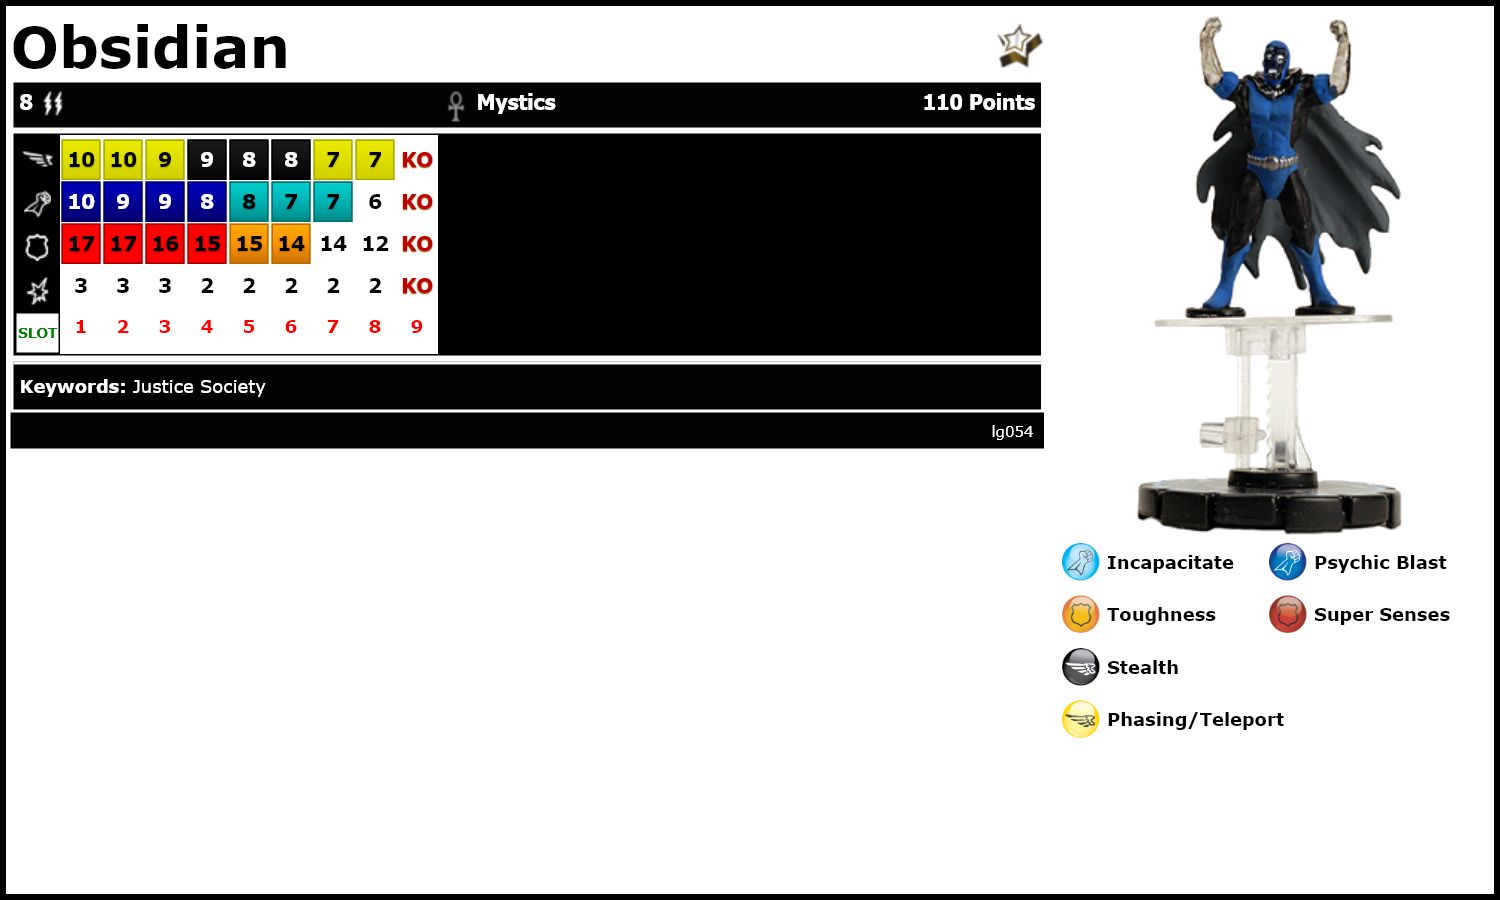 Obsidian
8 Mystics 110 Points
10 10 9 9 8 8 7 7 KO
10 9 9 8 8 7 7 6 KO
17 17 16 15 15 14 14 12 KO
3 3 3 2 2 2 2 2 KO
SLOT 1 2 3 4 5 6 7 8 9
Keywords: Justice Society
lg054
Incapacitate Psychic Blast
Toughness Super Senses
Stealth
Phasing/Teleport